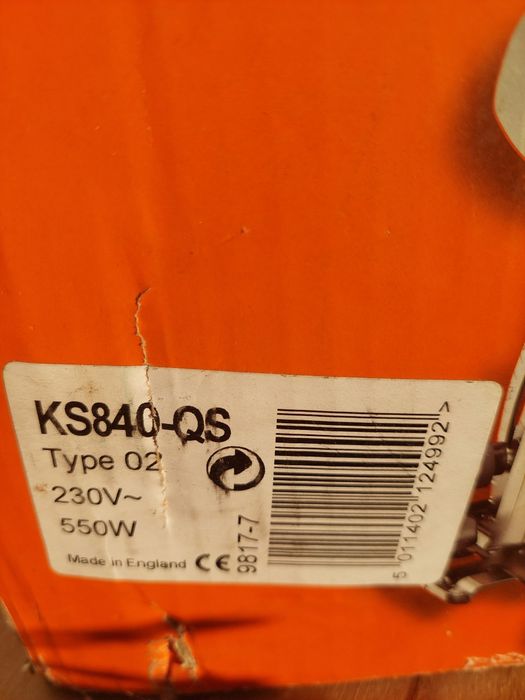 KS840-QS
Type 02
230V~
550W
Made in England CE
9817-7
5 011402 124992 >